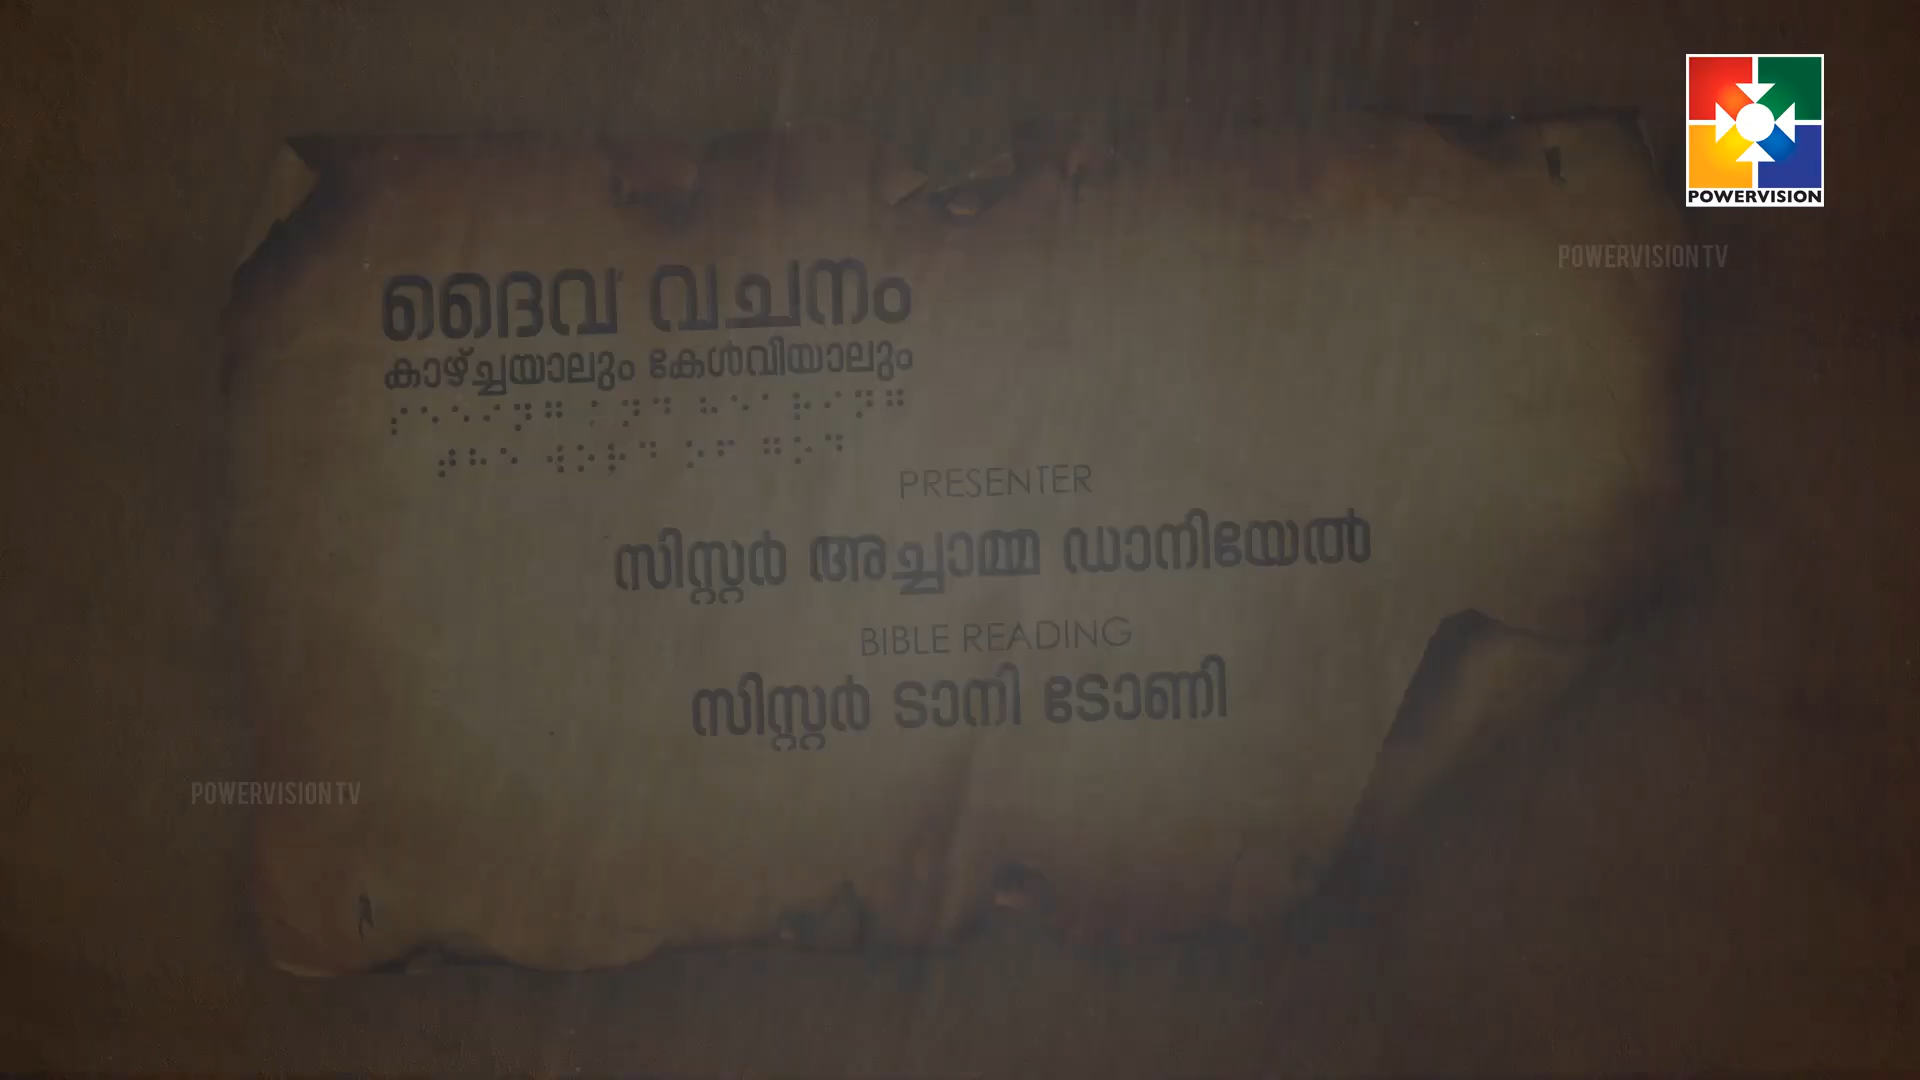 POWERVISION
POWERVISION TV
ദൈവ വചനം
കാഴ്ച്ചയാലും കേൾവിയാലും
PRESENTER
സിസ്റ്റർ അച്ചാമ്മ ഡാനിയേൽ
BIBLE READING
സിസ്റ്റർ ടാനി ടോണി
POWERVISION TV